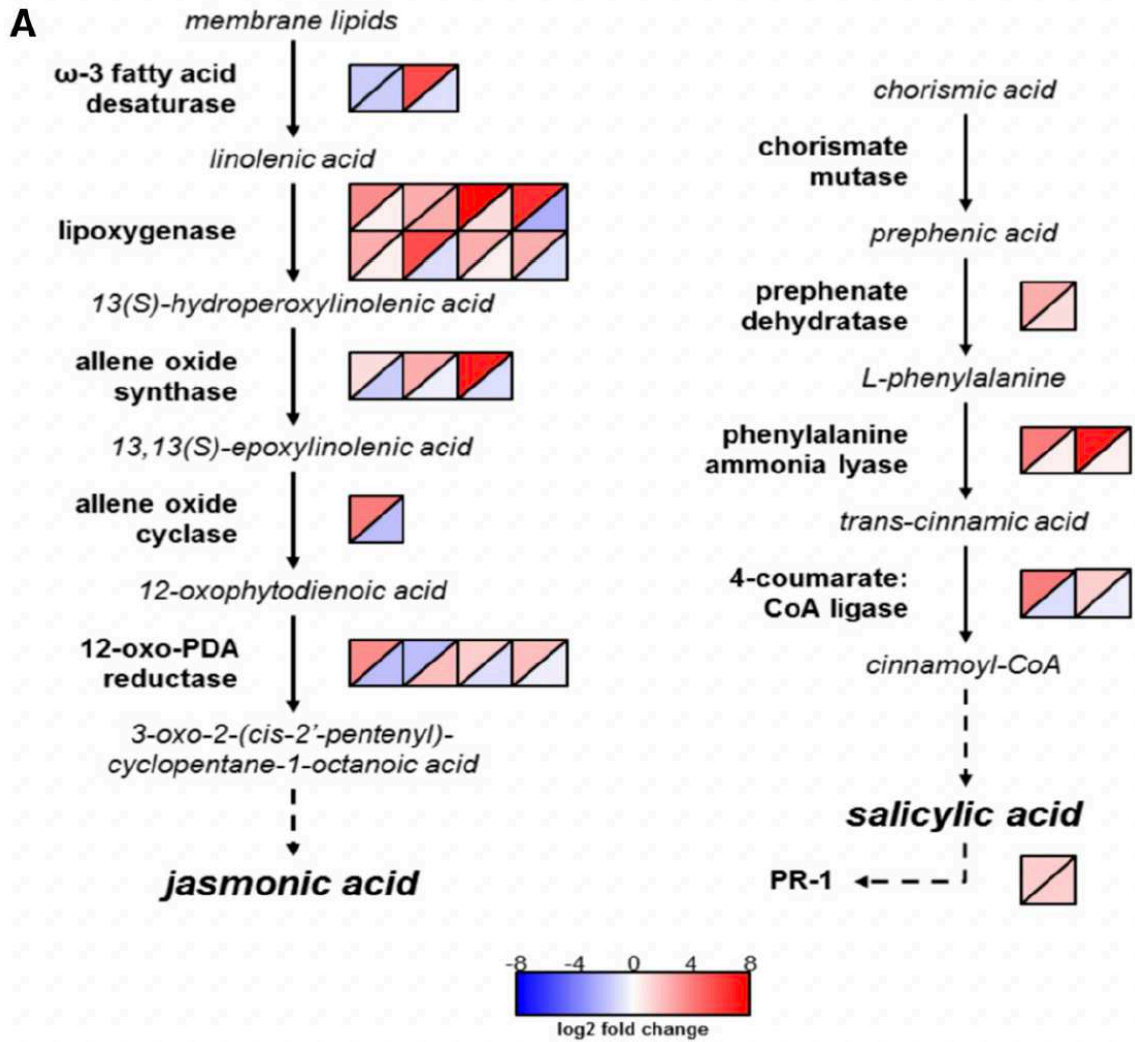 A
membrane lipids
ω-3 fatty acid
desaturase
linolenic acid
lipoxygenase
13(S)-hydroperoxylinolenic acid
allene oxide
synthase
13,13(S)-epoxylinolenic acid
allene oxide
cyclase
12-oxophytodienoic acid
12-oxo-PDA
reductase
3-oxo-2-(cis-2'-pentenyl)-
cyclopentane-1-octanoic acid
jasmonic acid
chorismic acid
chorismate
mutase
prephenic acid
prephenate
dehydratase
L-phenylalanine
phenylalanine
ammonia lyase
trans-cinnamic acid
4-coumarate:
CoA ligase
cinnamoyl-CoA
salicylic acid
PR-1
-8 -4 0 4 8
log2 fold change